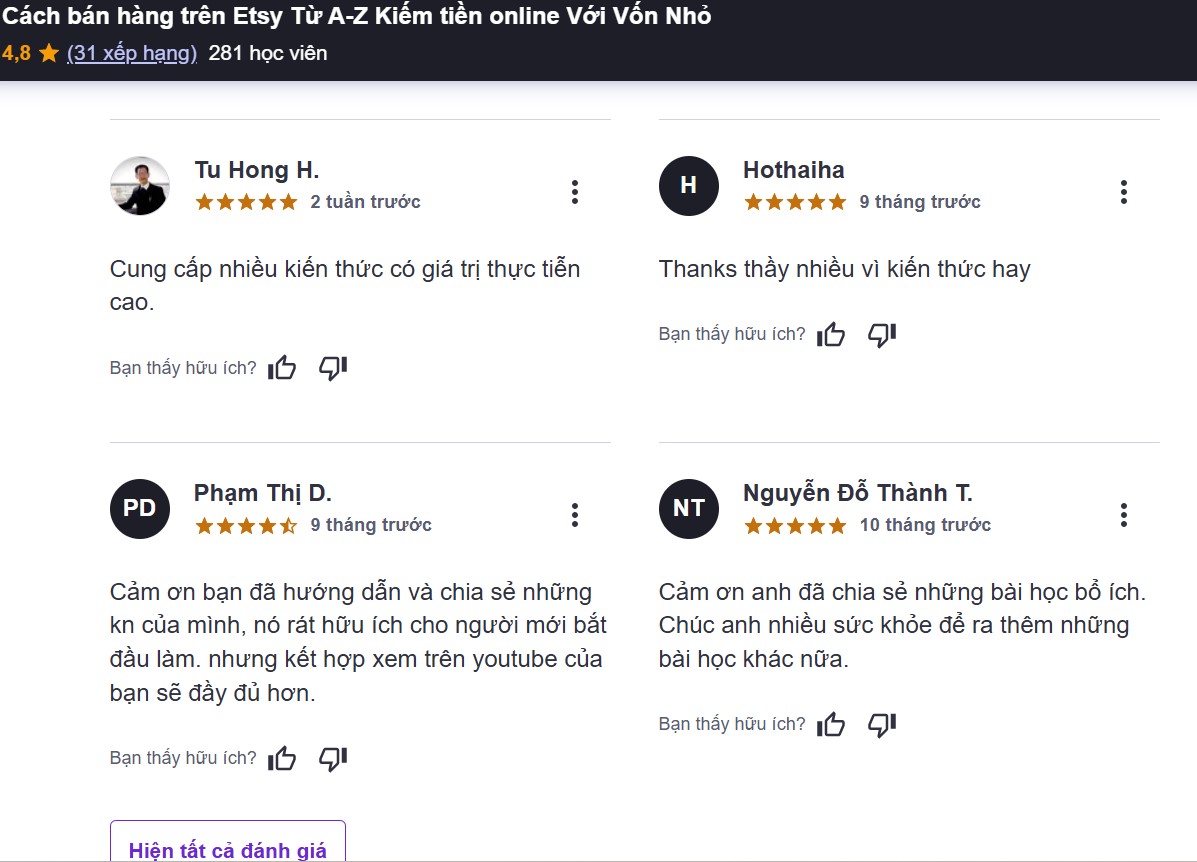 Cách bán hàng trên Etsy Từ A-Z Kiếm tiền online Với Vốn Nhỏ
4,8 ★ (31 xếp hạng) 281 học viên
Tu Hong H.
2 tuần trước
Cung cấp nhiều kiến thức có giá trị thực tiễn
cao.
Bạn thấy hữu ích?
H
Hothaiha
9 tháng trước
Thanks thầy nhiều vì kiến thức hay
Bạn thấy hữu ích?
PD
Phạm Thị D.
9 tháng trước
Cảm ơn bạn đã hướng dẫn và chia sẻ những
kn của mình, nó rát hữu ích cho người mới bắt
đầu làm. nhưng kết hợp xem trên youtube của
bạn sẽ đầy đủ hơn.
Bạn thấy hữu ích?
NT
Nguyễn Đỗ Thành T.
10 tháng trước
Cảm ơn anh đã chia sẻ những bài học bổ ích.
Chúc anh nhiều sức khỏe để ra thêm những
bài học khác nữa.
Bạn thấy hữu ích?
Hiện tất cả đánh giá